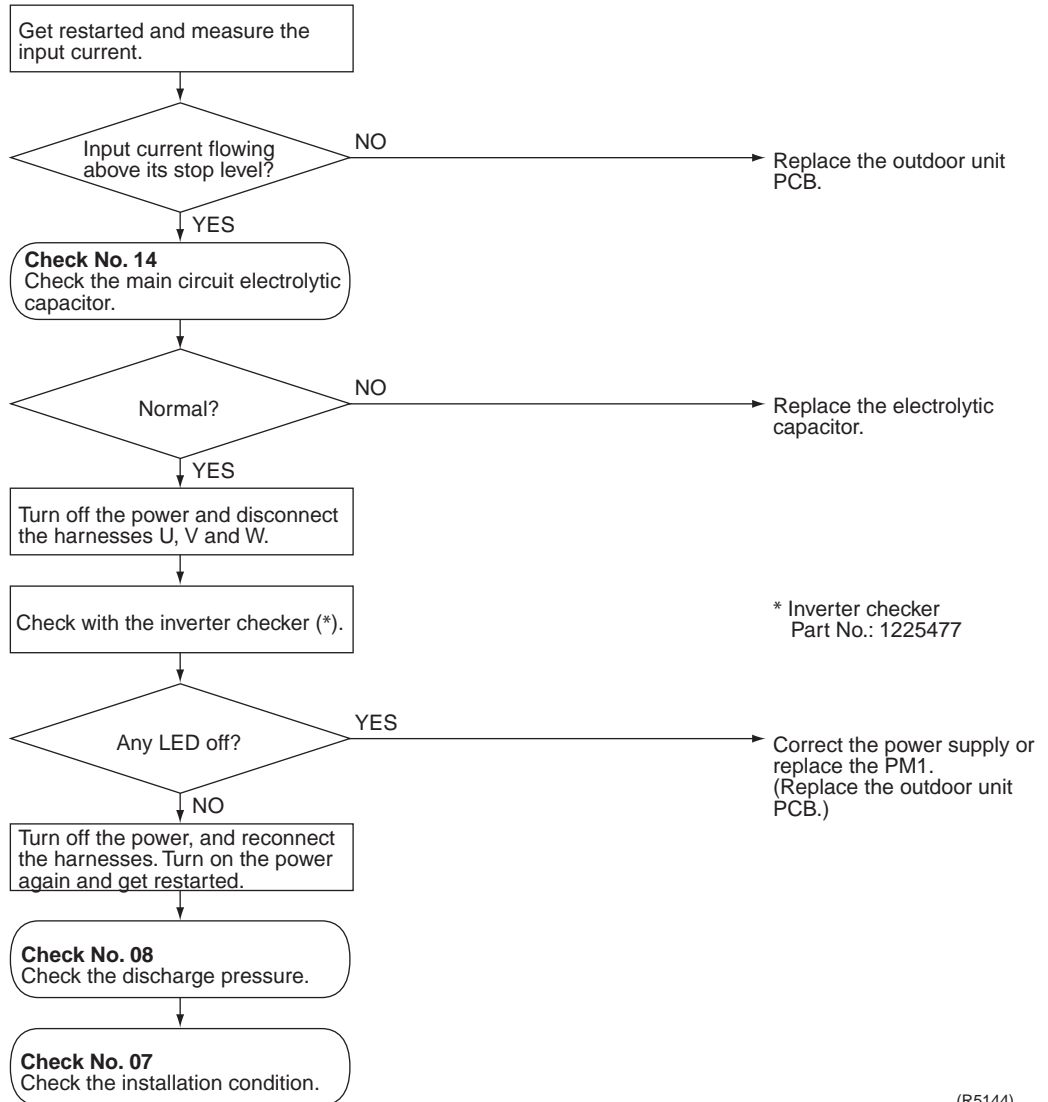 Get restarted and measure the
input current.
Input current flowing
above its stop level?
NO
Replace the outdoor unit
PCB.
YES
Check No. 14
Check the main circuit electrolytic
capacitor.
Normal?
NO
Replace the electrolytic
capacitor.
YES
Turn off the power and disconnect
the harnesses U, V and W.
Check with the inverter checker (*).
* Inverter checker
Part No.: 1225477
Any LED off?
YES
Correct the power supply or
replace the PM1.
(Replace the outdoor unit
PCB.)
NO
Turn off the power, and reconnect
the harnesses. Turn on the power
again and get restarted.
Check No. 08
Check the discharge pressure.
Check No. 07
Check the installation condition.
(R5144)